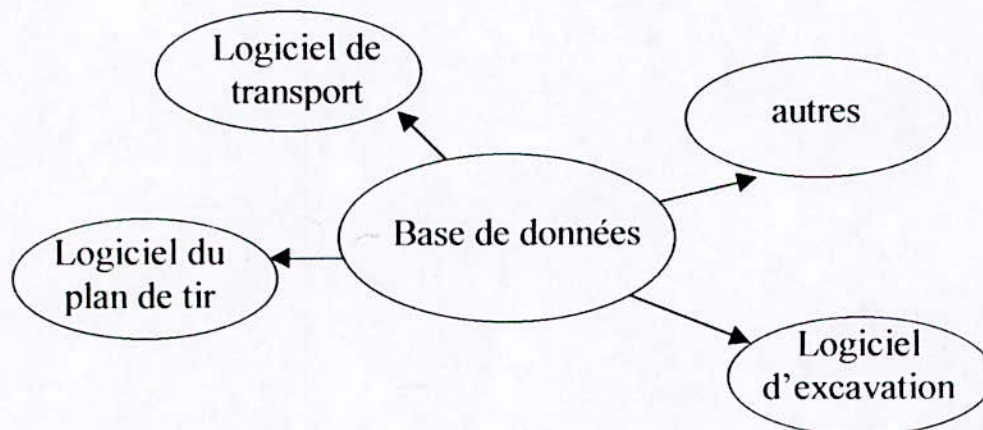 Logiciel de
transport
autres
Base de données
Logiciel du
plan de tir
Logiciel
d'excavation